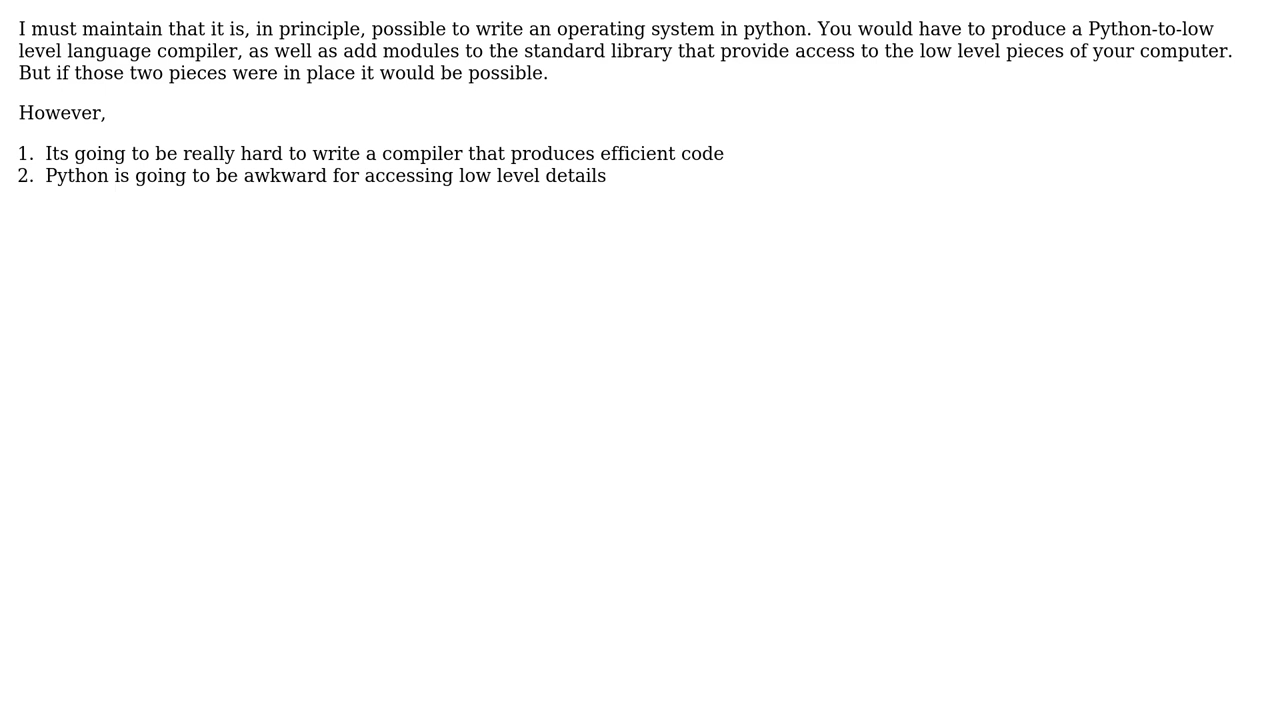 I must maintain that it is, in principle, possible to write an operating system in python. You would have to produce a Python-to-low
level language compiler, as well as add modules to the standard library that provide access to the low level pieces of your computer.
But if those two pieces were in place it would be possible.
However,
1. Its going to be really hard to write a compiler that produces efficient code
2. Python is going to be awkward for accessing low level details